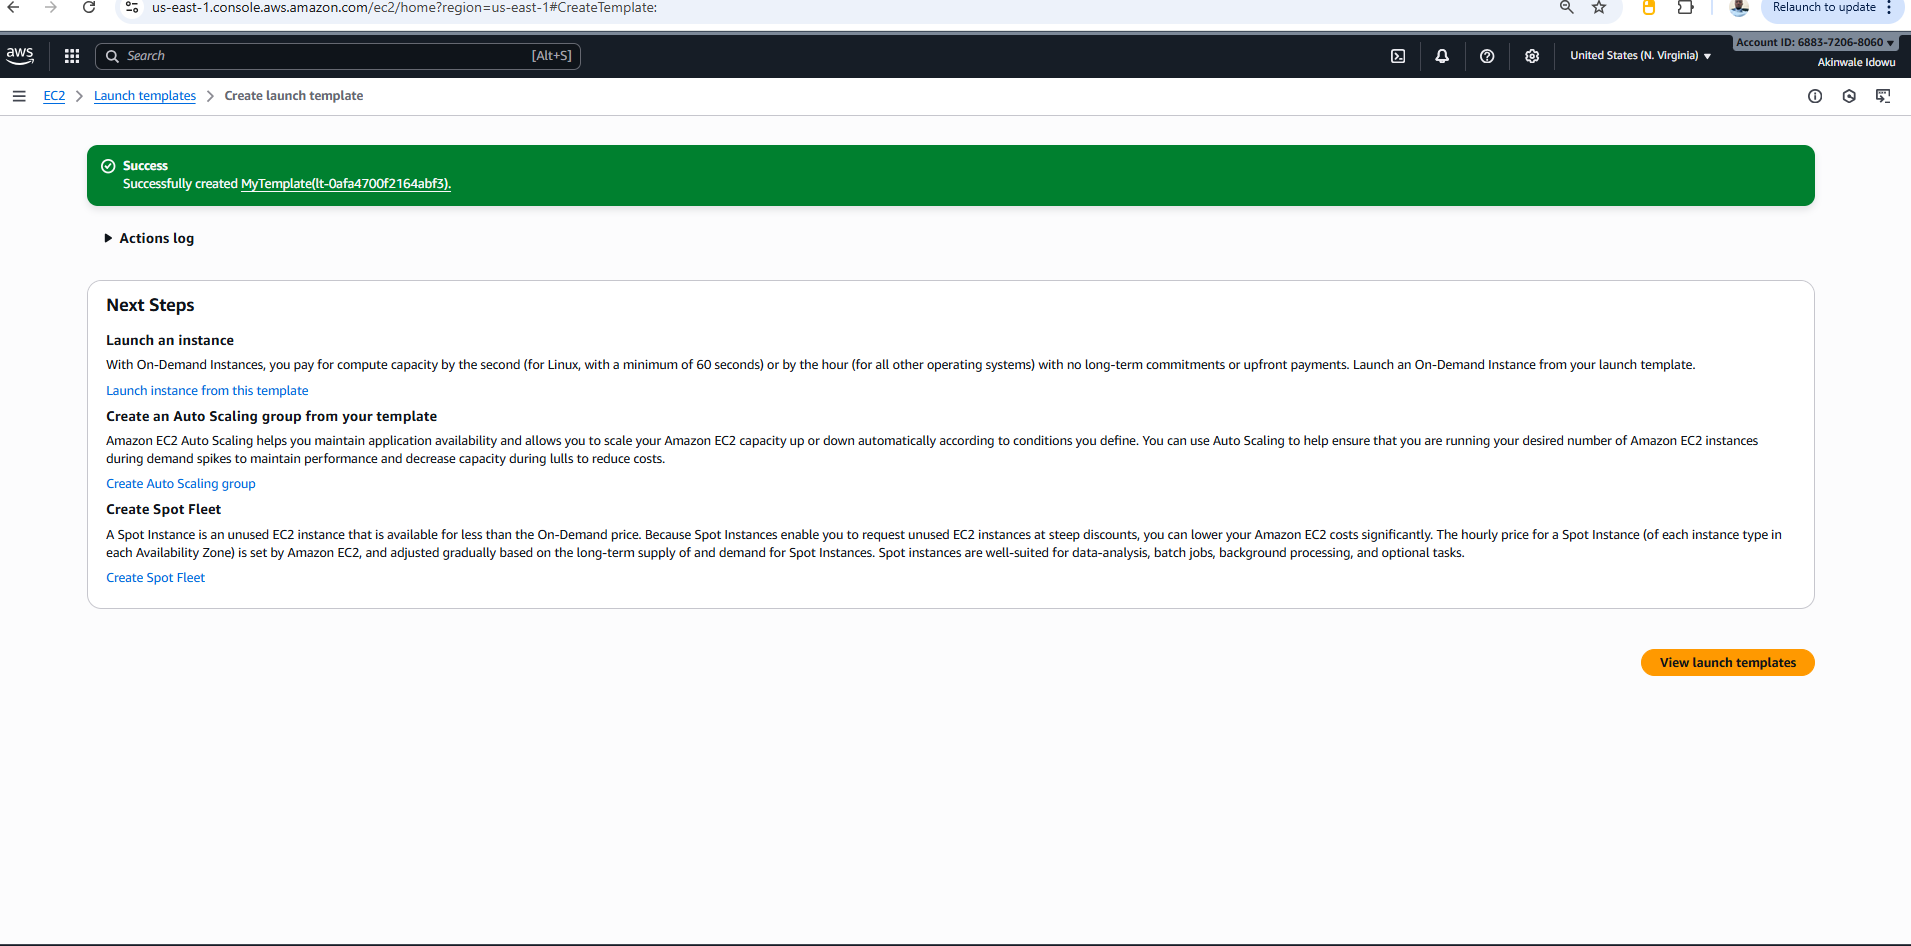 us-east-1.console.aws.amazon.com/ec2/home?region=us-east-1#CreateTemplate:
Relaunch to update
aws
Search
[Alt+S]
United States (N. Virginia)
Account ID: 6883-7206-8060
Akinwale Idowu
EC2
Launch templates
Create launch template
Success
Successfully created MyTemplate(lt-0afa4700f2164abf3).
Actions log
Next Steps
Launch an instance
With On-Demand Instances, you pay for compute capacity by the second (for Linux, with a minimum of 60 seconds) or by the hour (for all other operating systems) with no long-term commitments or upfront payments. Launch an On-Demand Instance from your launch template.
Launch instance from this template
Create an Auto Scaling group from your template
Amazon EC2 Auto Scaling helps you maintain application availability and allows you to scale your Amazon EC2 capacity up or down automatically according to conditions you define. You can use Auto Scaling to help ensure that you are running your desired number of Amazon EC2 instances
during demand spikes to maintain performance and decrease capacity during lulls to reduce costs.
Create Auto Scaling group
Create Spot Fleet
A Spot Instance is an unused EC2 instance that is available for less than the On-Demand price. Because Spot Instances enable you to request unused EC2 instances at steep discounts, you can lower your Amazon EC2 costs significantly. The hourly price for a Spot Instance (of each instance type in
each Availability Zone) is set by Amazon EC2, and adjusted gradually based on the long-term supply of and demand for Spot Instances. Spot instances are well-suited for data-analysis, batch jobs, background processing, and optional tasks.
Create Spot Fleet
View launch templates